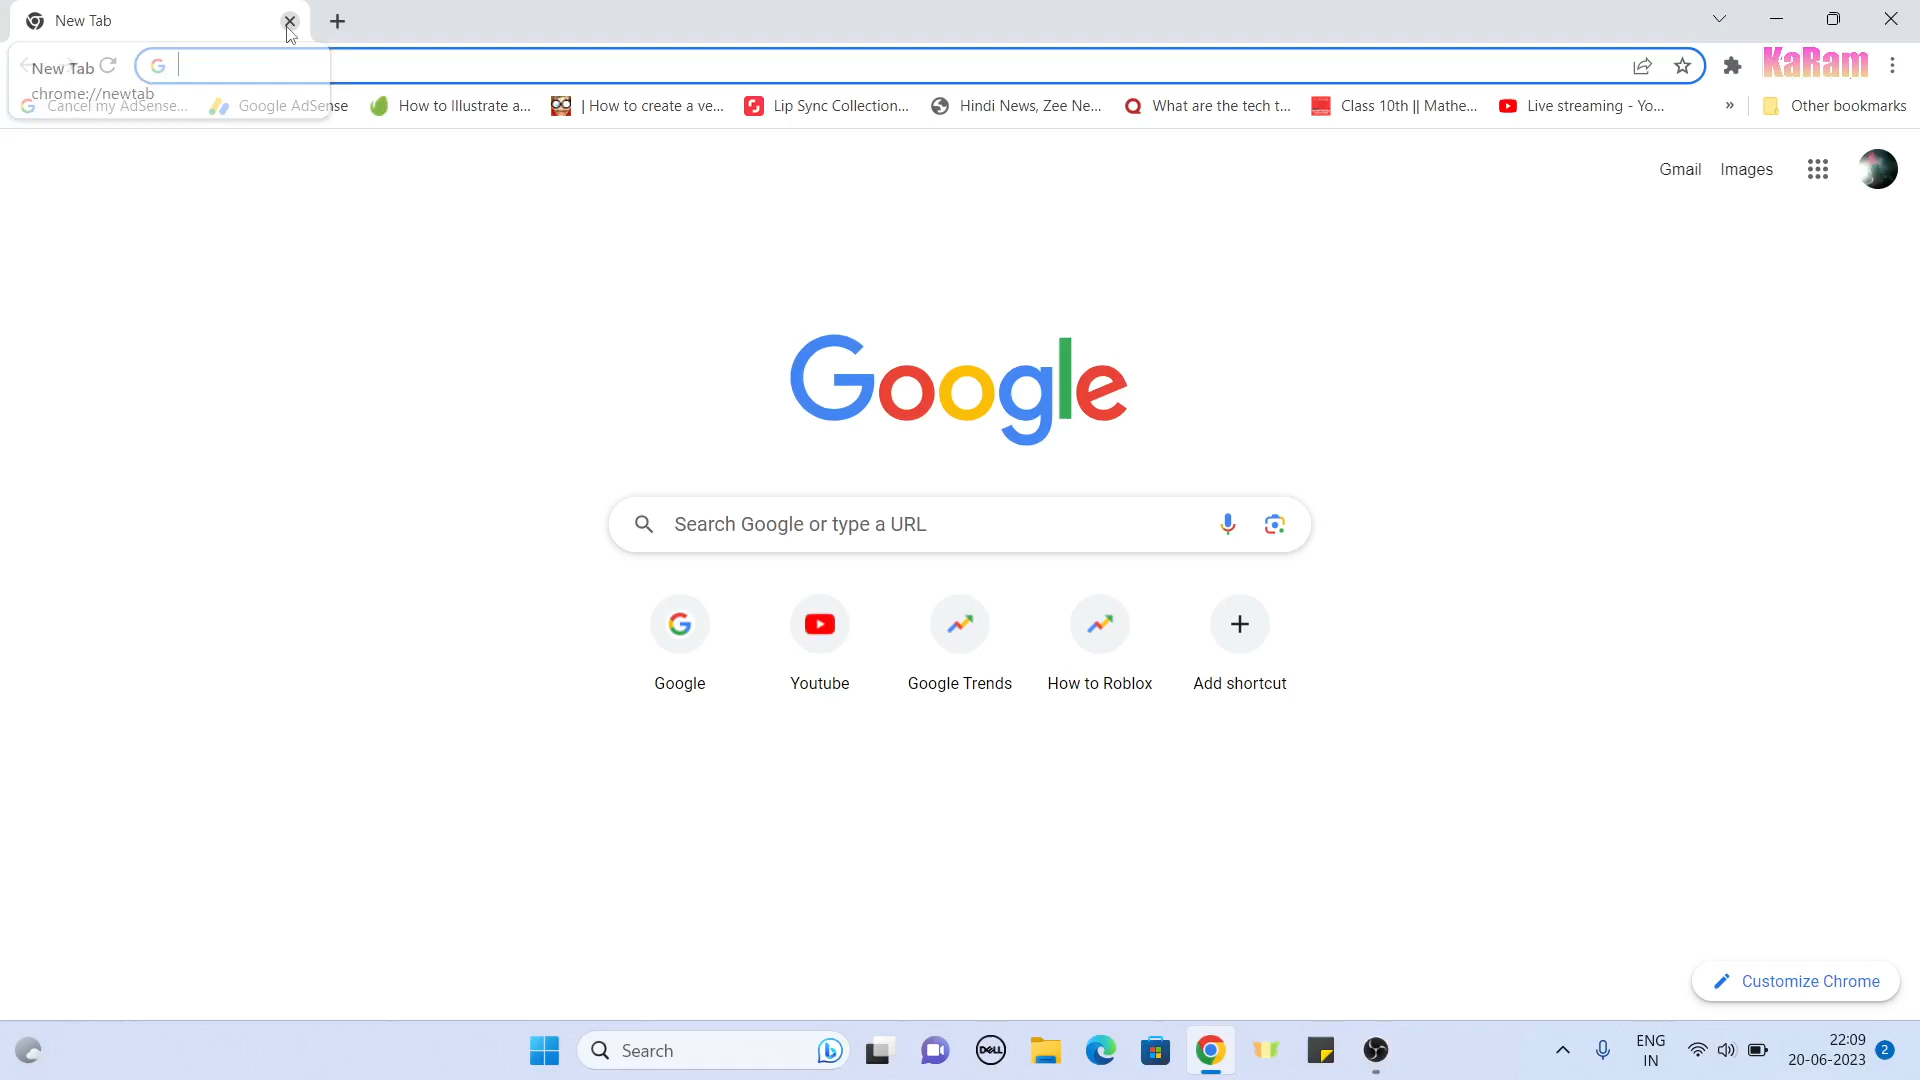 New Tab
New Tab
chrome://newtab
KaRam
Cancel my AdSense...
Google AdSense
How to Illustrate a...
| How to create a ve...
Lip Sync Collection...
Hindi News, Zee Ne...
What are the tech t...
Class 10th || Mathe...
Live streaming - Yo...
»
Other bookmarks
Gmail
Images
Google
Search Google or type a URL
Google
Youtube
Google Trends
How to Roblox
Add shortcut
Customize Chrome
Search
DELL
ENG
IN
22:09
20-06-2023
2